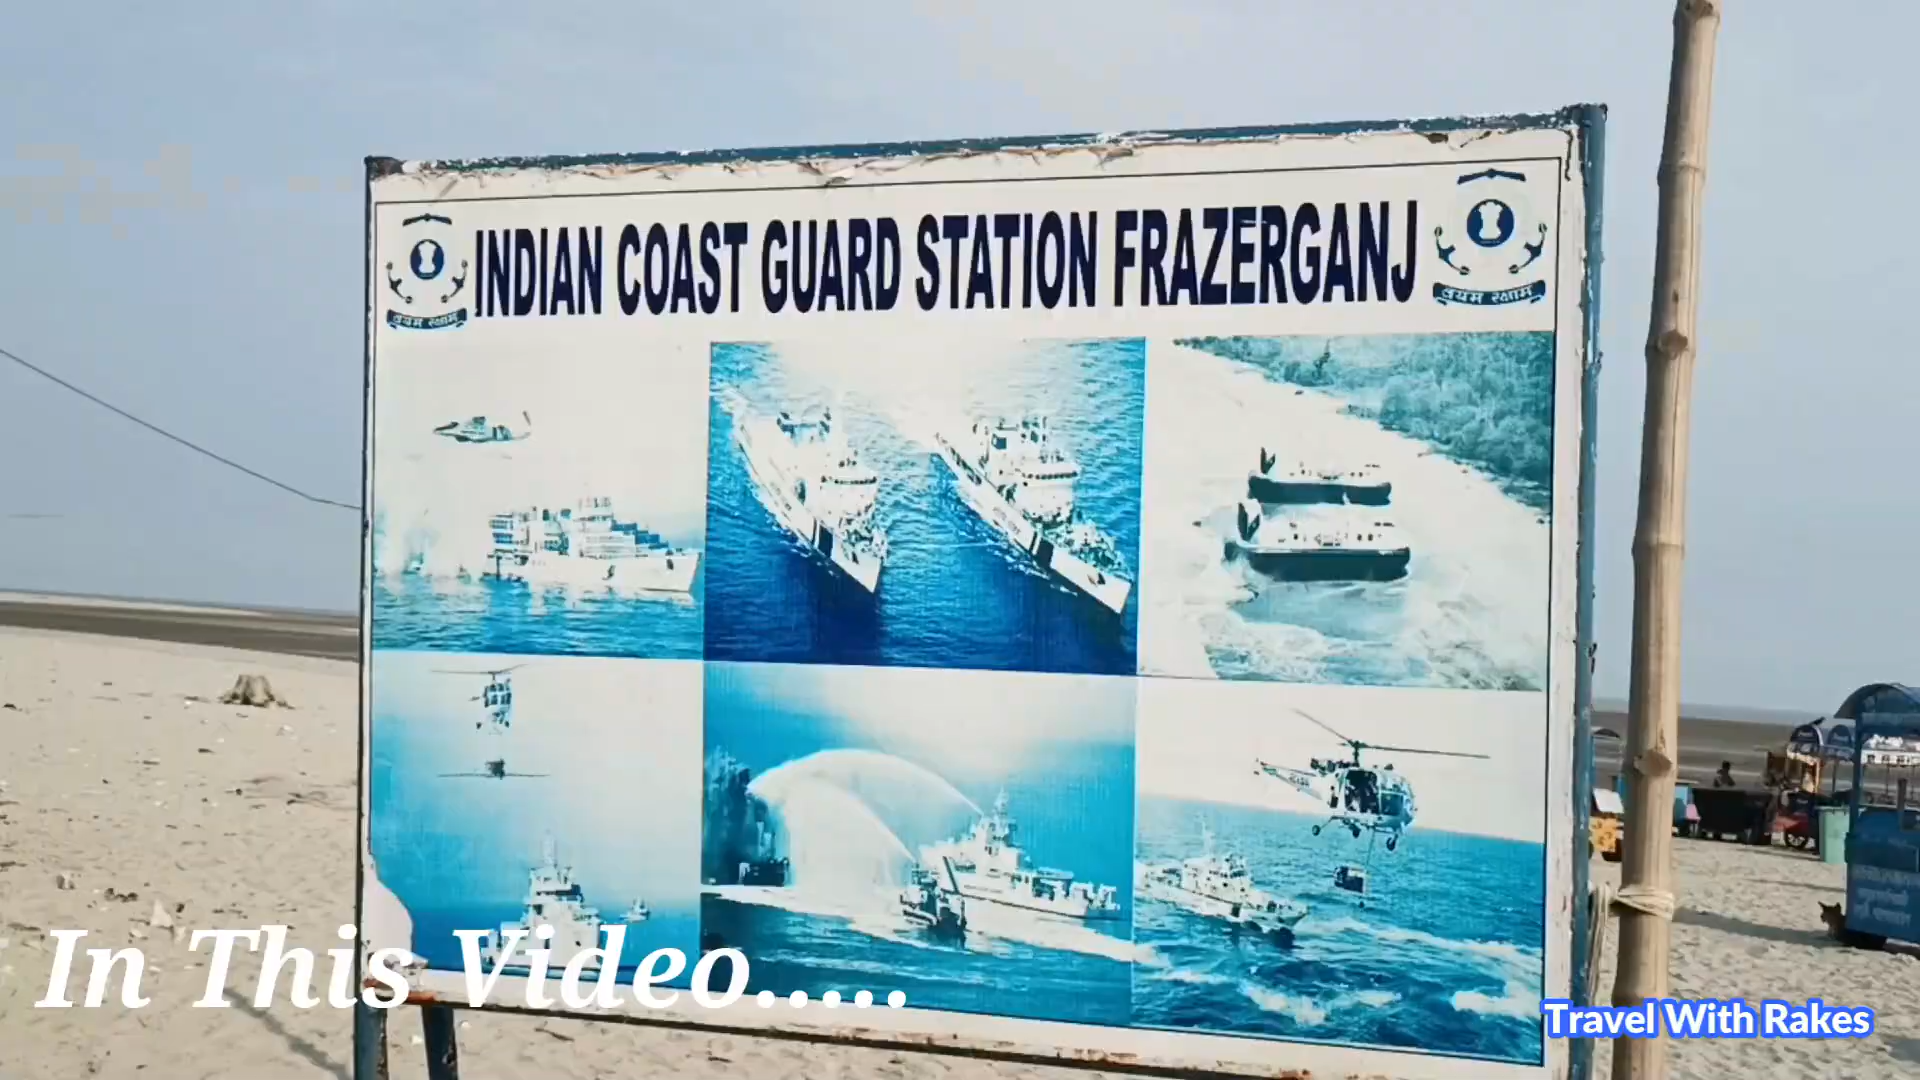 INDIAN COAST GUARD STATION FRAZERGANJ
वयम रक्षाम
वयम रक्षाम
In This Video.....
Travel With Rakes